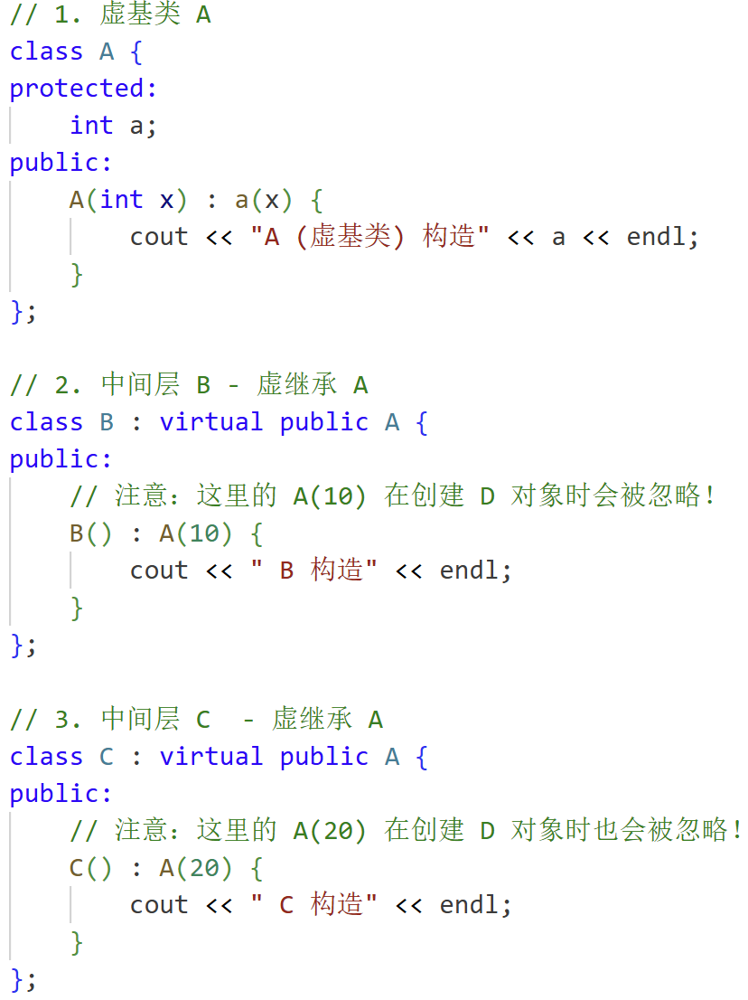 // 1. 虚基类 A
class A {
protected:
    int a;
public:
    A(int x) : a(x) {
        cout << "A (虚基类) 构造" << a << endl;
    }
};

// 2. 中间层 B - 虚继承 A
class B : virtual public A {
public:
    // 注意：这里的 A(10) 在创建 D 对象时会被忽略！
    B() : A(10) {
        cout << " B 构造" << endl;
    }
};

// 3. 中间层 C  - 虚继承 A
class C : virtual public A {
public:
    // 注意：这里的 A(20) 在创建 D 对象时也会被忽略！
    C() : A(20) {
        cout << " C 构造" << endl;
    }
};